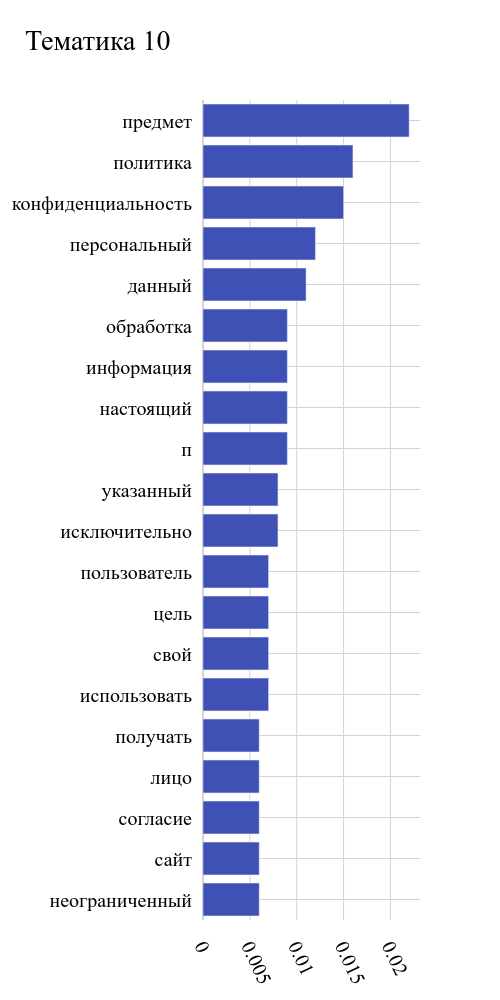 Тематика 10
предмет
политика
конфиденциальность
персональный
данный
обработка
информация
настоящий
п
указанный
исключительно
пользователь
цель
свой
использовать
получать
лицо
согласие
сайт
неограниченный
0
0.005
0.01
0.015
0.02